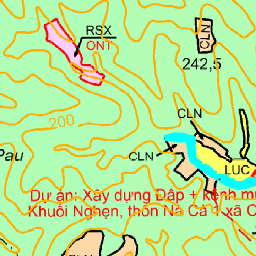 RSX
ONT
CLN
242,5
200
CLN
CLN
LUC
Pau
Dự án: Xây dựng Đập + kênh mư
Khuổi Nghẹn, thôn Nà Cà 1 xã C